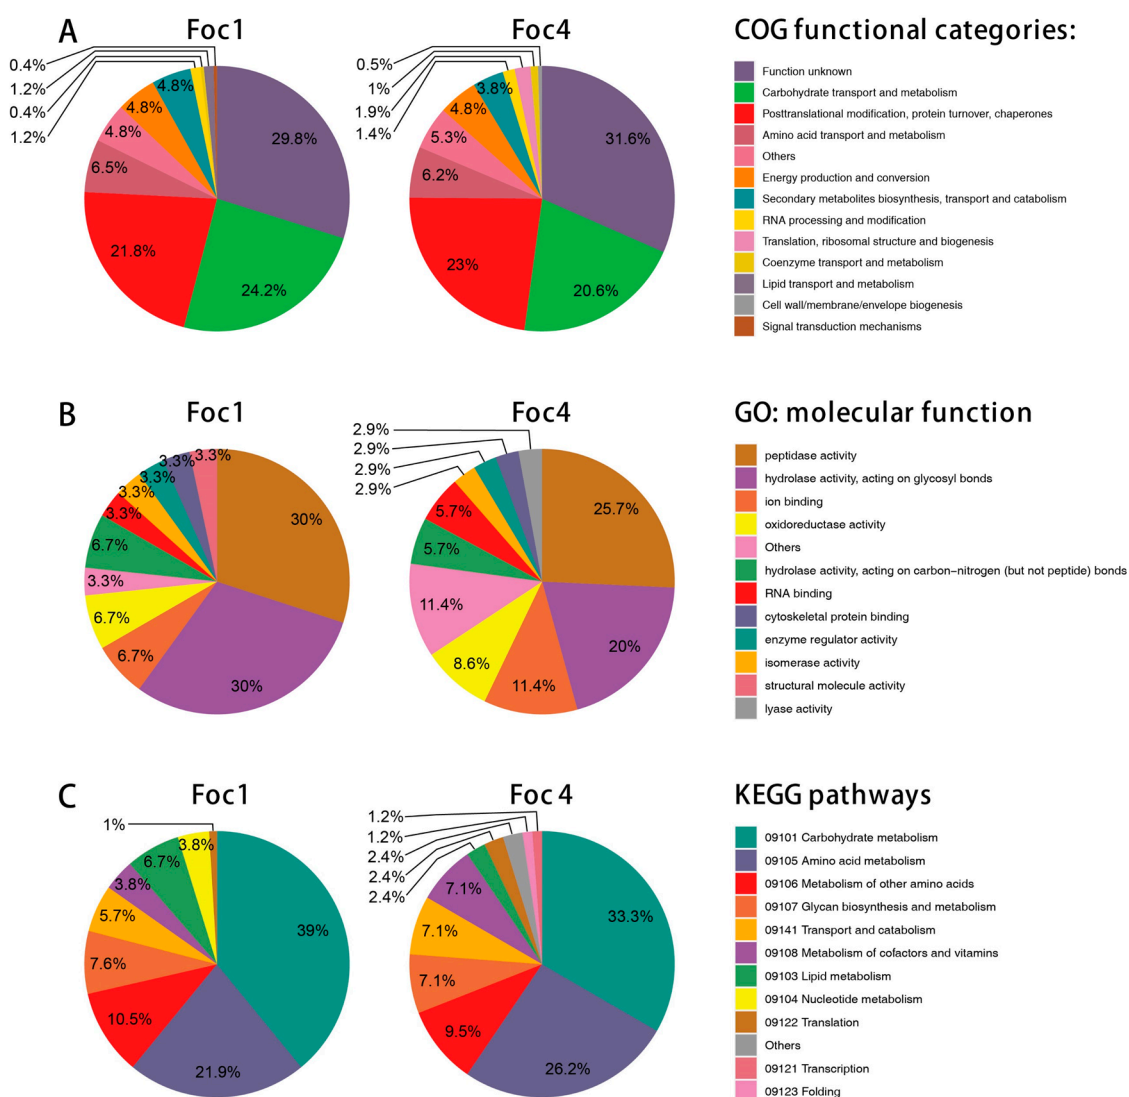 A
Foc1
Foc4
COG functional categories:
0.4%
1.2%
0.4%
1.2%
4.8%
4.8%
4.8%
6.5%
21.8%
24.2%
29.8%
0.5%
1%
1.9%
1.4%
3.8%
4.8%
5.3%
6.2%
23%
20.6%
31.6%
Function unknown
Carbohydrate transport and metabolism
Posttranslational modification, protein turnover, chaperones
Amino acid transport and metabolism
Others
Energy production and conversion
Secondary metabolites biosynthesis, transport and catabolism
RNA processing and modification
Translation, ribosomal structure and biogenesis
Coenzyme transport and metabolism
Lipid transport and metabolism
Cell wall/membrane/envelope biogenesis
Signal transduction mechanisms
B
Foc1
Foc4
GO: molecular function
3.3%
3.3%
3.3%
3.3%
3.3%
6.7%
3.3%
6.7%
6.7%
30%
30%
2.9%
2.9%
2.9%
2.9%
5.7%
5.7%
11.4%
8.6%
11.4%
20%
25.7%
peptidase activity
hydrolase activity, acting on glycosyl bonds
ion binding
oxidoreductase activity
Others
hydrolase activity, acting on carbon−nitrogen (but not peptide) bonds
RNA binding
cytoskeletal protein binding
enzyme regulator activity
isomerase activity
structural molecule activity
lyase activity
C
Foc1
Foc 4
KEGG pathways
1%
3.8%
6.7%
3.8%
5.7%
7.6%
10.5%
21.9%
39%
1.2%
1.2%
2.4%
2.4%
2.4%
7.1%
7.1%
7.1%
9.5%
26.2%
33.3%
09101 Carbohydrate metabolism
09105 Amino acid metabolism
09106 Metabolism of other amino acids
09107 Glycan biosynthesis and metabolism
09141 Transport and catabolism
09108 Metabolism of cofactors and vitamins
09103 Lipid metabolism
09104 Nucleotide metabolism
09122 Translation
Others
09121 Transcription
09123 Folding